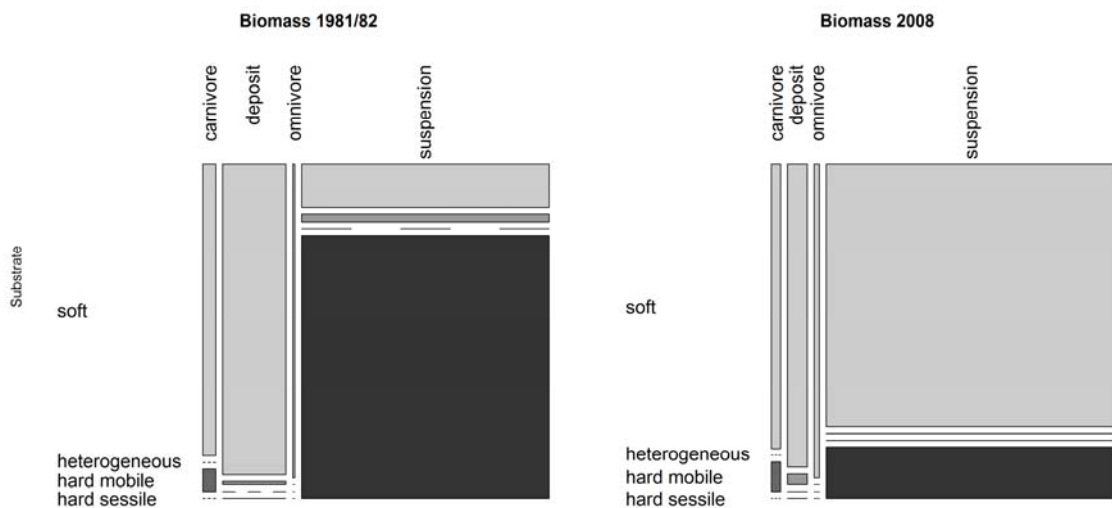 Biomass 1981/82
carnivore
deposit
omnivore
suspension
Substrate
soft
heterogeneous
hard mobile
hard sessile
Biomass 2008
carnivore
deposit
omnivore
suspension
soft
heterogeneous
hard mobile
hard sessile